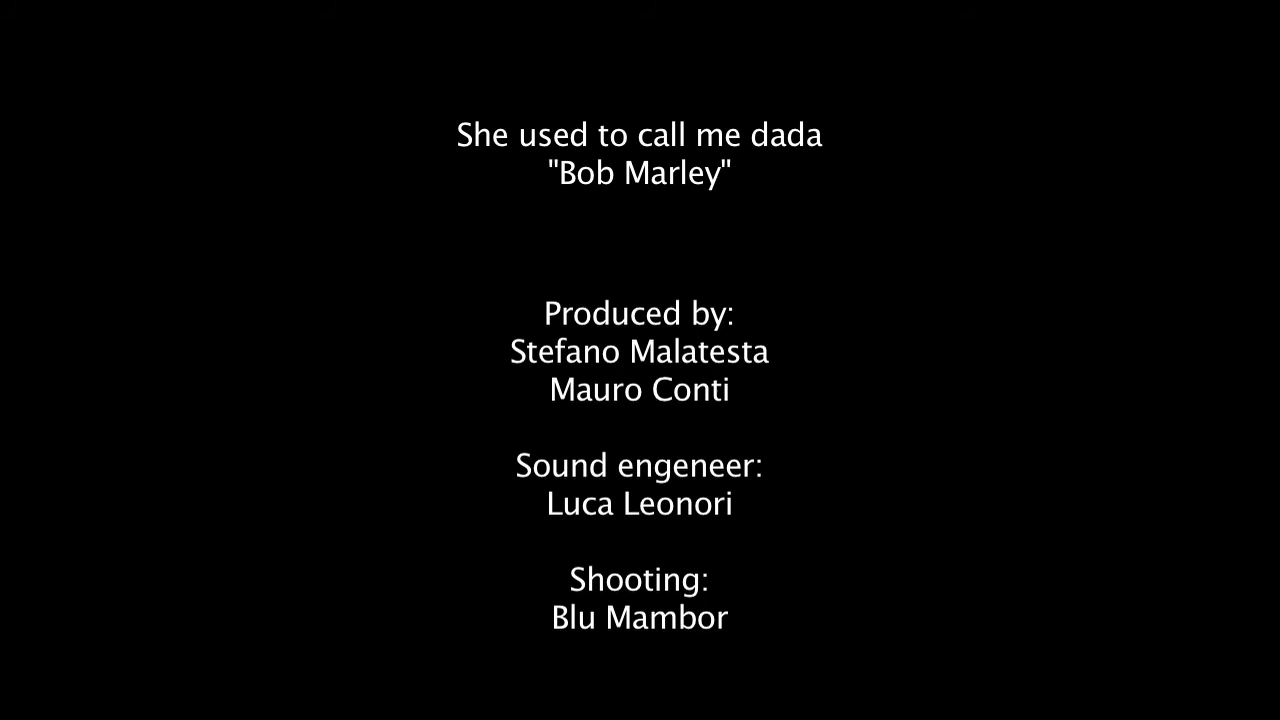 She used to call me dada
"Bob Marley"
Produced by:
Stefano Malatesta
Mauro Conti
Sound engeneer:
Luca Leonori
Shooting:
Blu Mambor